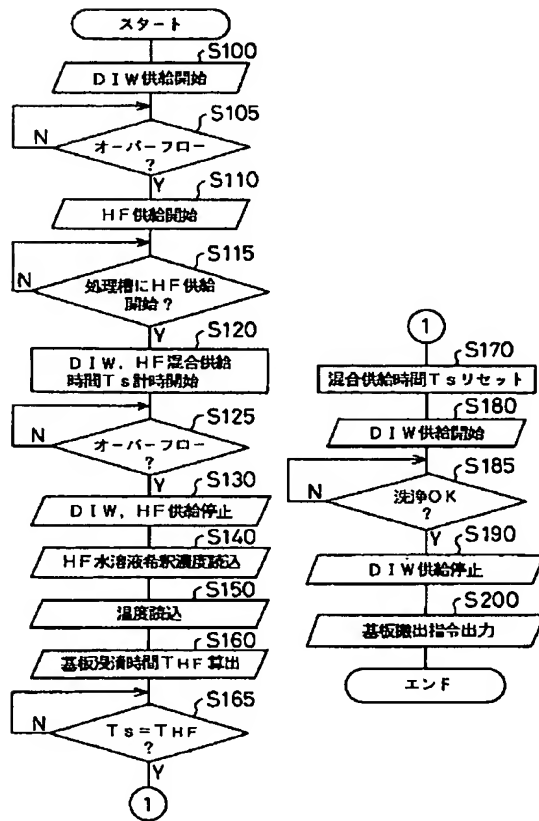 スタート
S100
DIW供給開始
S105
オーバーフロー
?
N
Y
S110
HF供給開始
S115
処理槽にHF供給
開始?
N
Y
S120
DIW,HF混合供給
時間Ts計時開始
S125
オーバーフロー
?
N
Y
S130
DIW,HF供給停止
S140
HF水溶液希釈濃度読込
S150
温度読込
S160
基板浸漬時間THF算出
S165
Ts=THF
?
N
Y
1
1
S170
混合供給時間Tsリセット
S180
DIW供給開始
S185
洗浄OK
?
N
Y
S190
DIW供給停止
S200
基板搬出指令出力
エンド